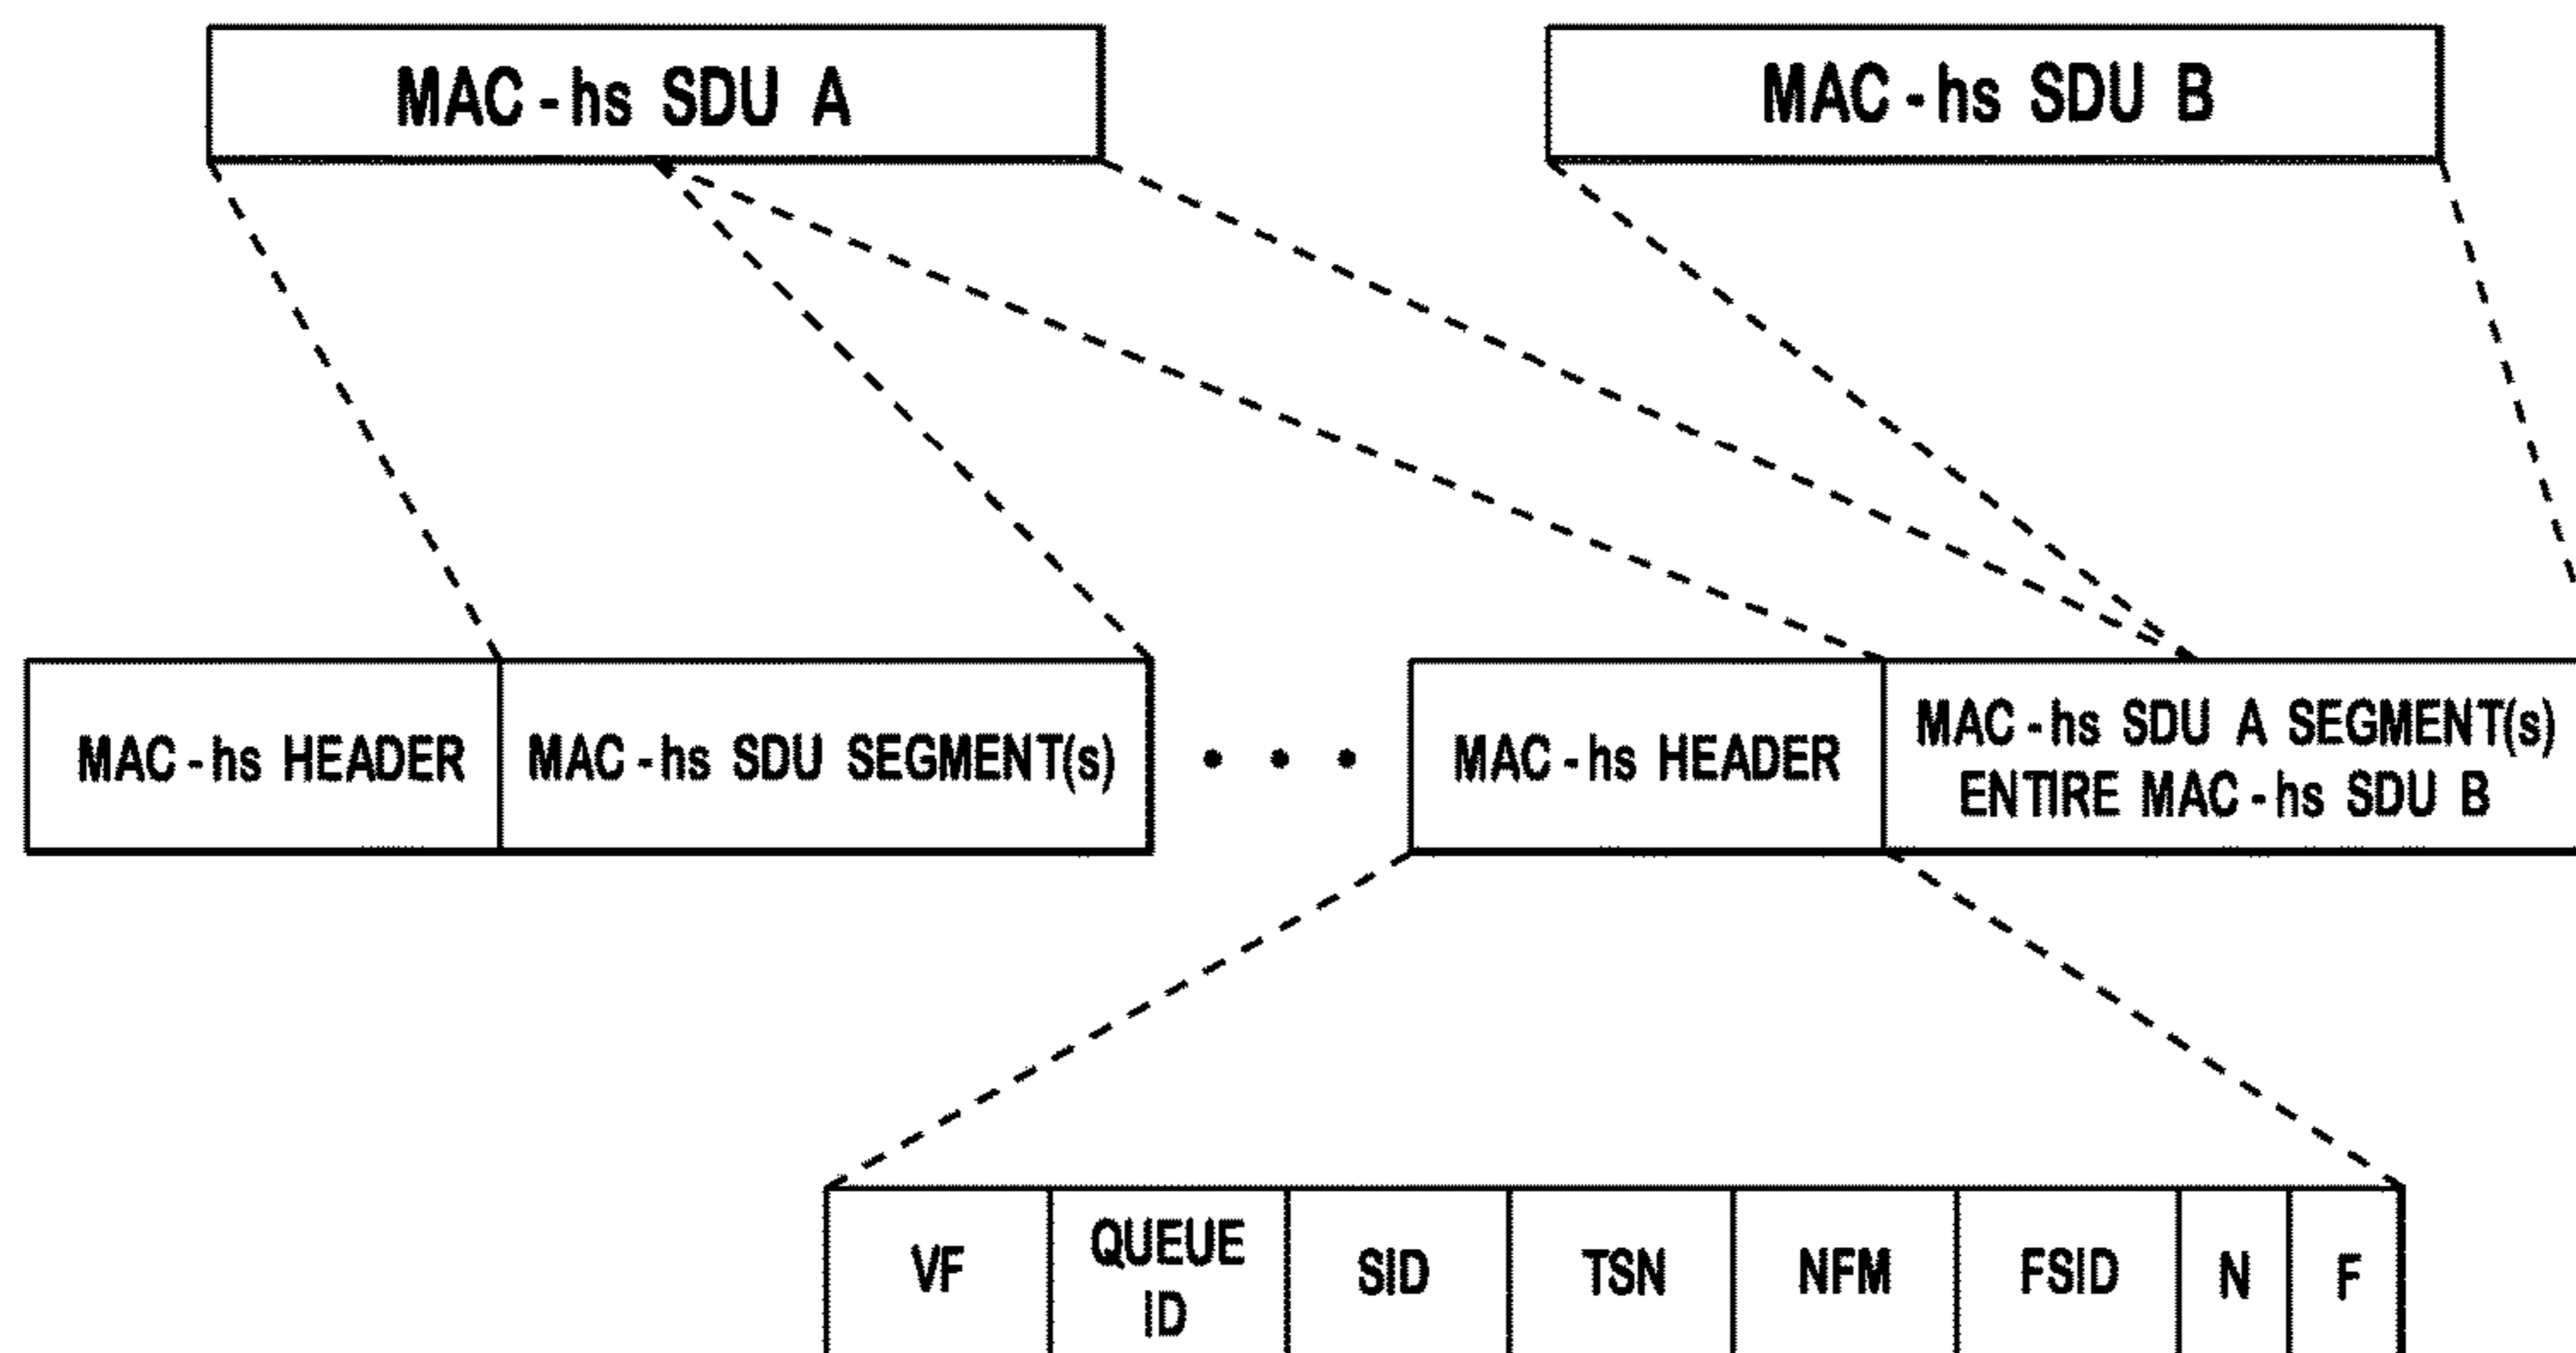 MAC-hs SDU A
MAC-hs SDU B
MAC-hs HEADER
MAC-hs SDU SEGMENT(s)
• • •
MAC-hs HEADER
MAC-hs SDU A SEGMENT(s)
ENTIRE MAC-hs SDU B
VF
QUEUE
ID
SID
TSN
NFM
FSID
N
F